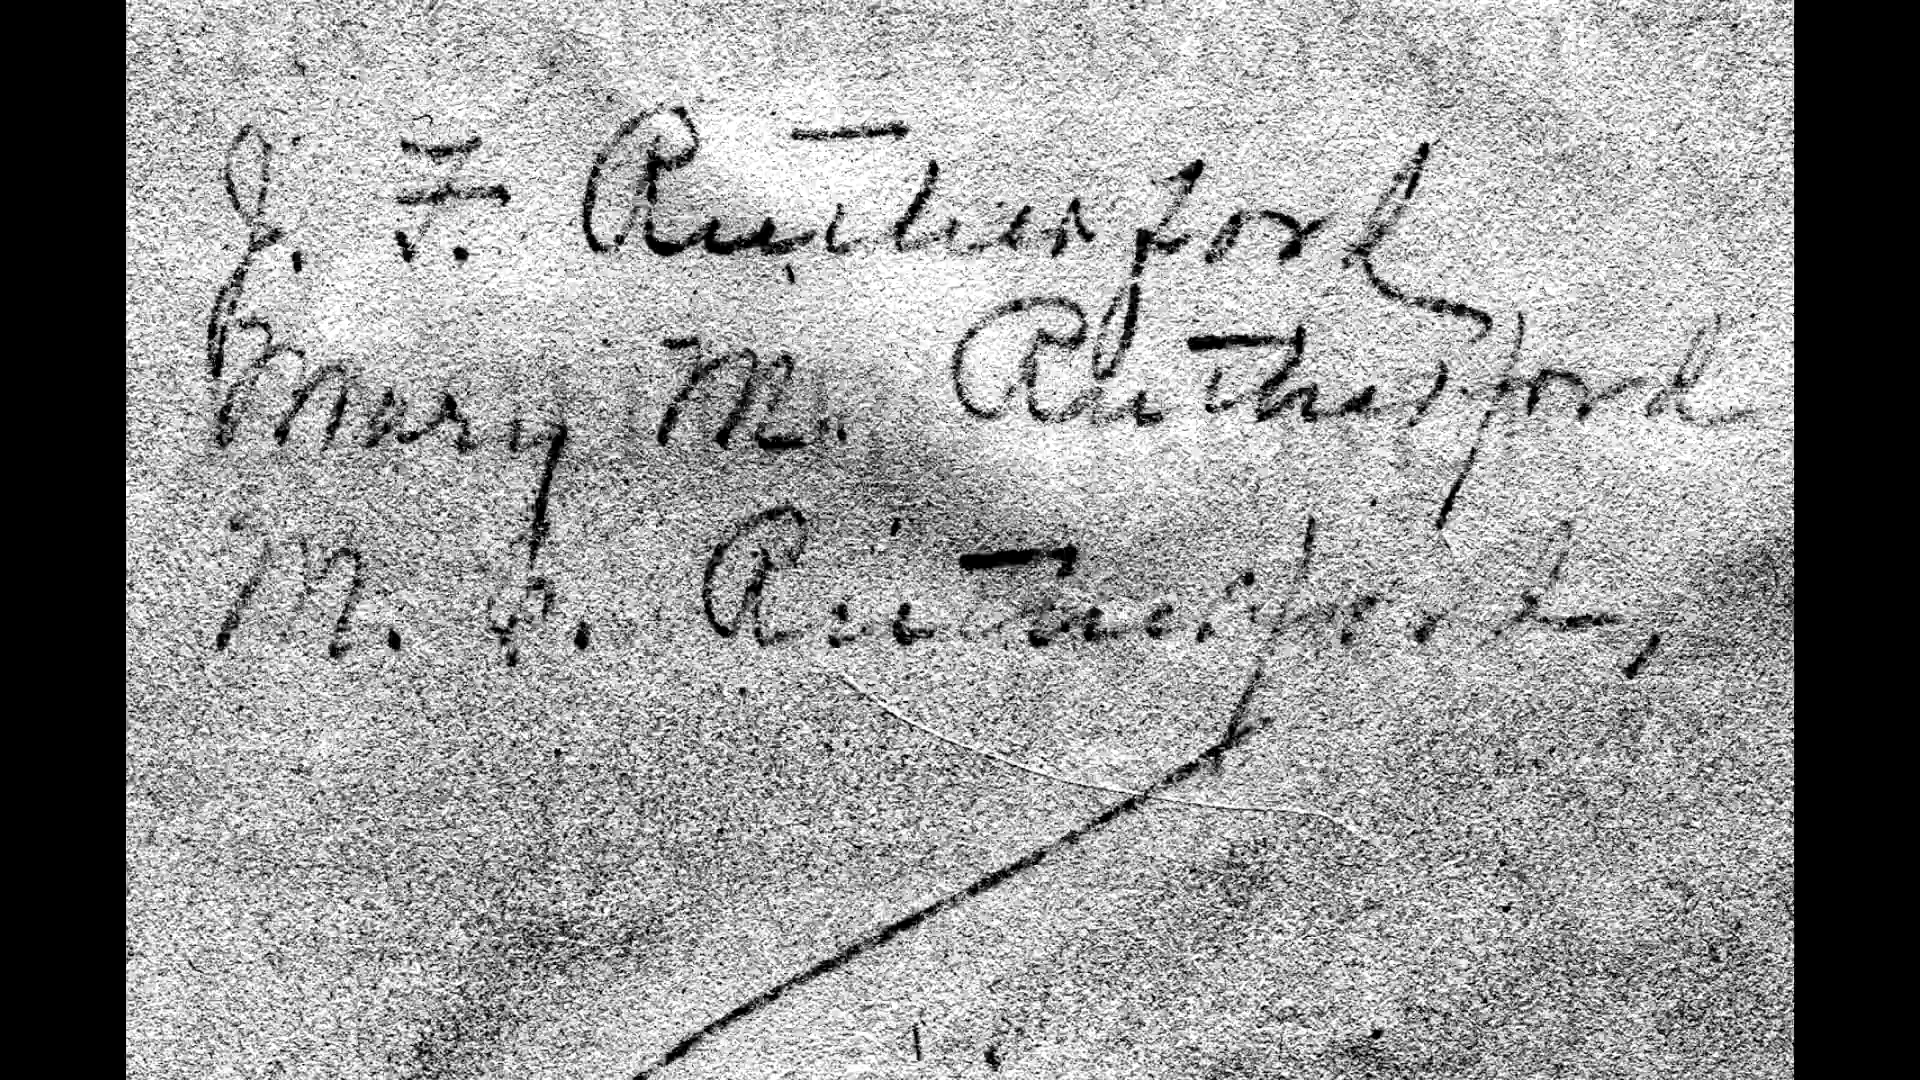 J. F. Rutherford
Mary M. Rutherford
M. G. Rutherford,